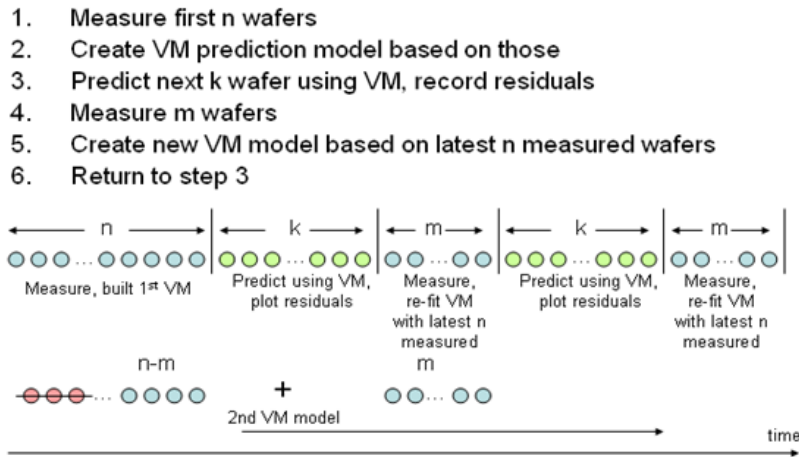 1. Measure first n wafers
2. Create VM prediction model based on those
3. Predict next k wafer using VM, record residuals
4. Measure m wafers
5. Create new VM model based on latest n measured wafers
6. Return to step 3
n k m k m
... ... ... ... ...
Measure, built 1st VM
Predict using VM,
plot residuals
Measure,
re-fit VM
with latest n
measured
Predict using VM,
plot residuals
Measure,
re-fit VM
with latest n
measured
n-m
m
... + ...
2nd VM model
time